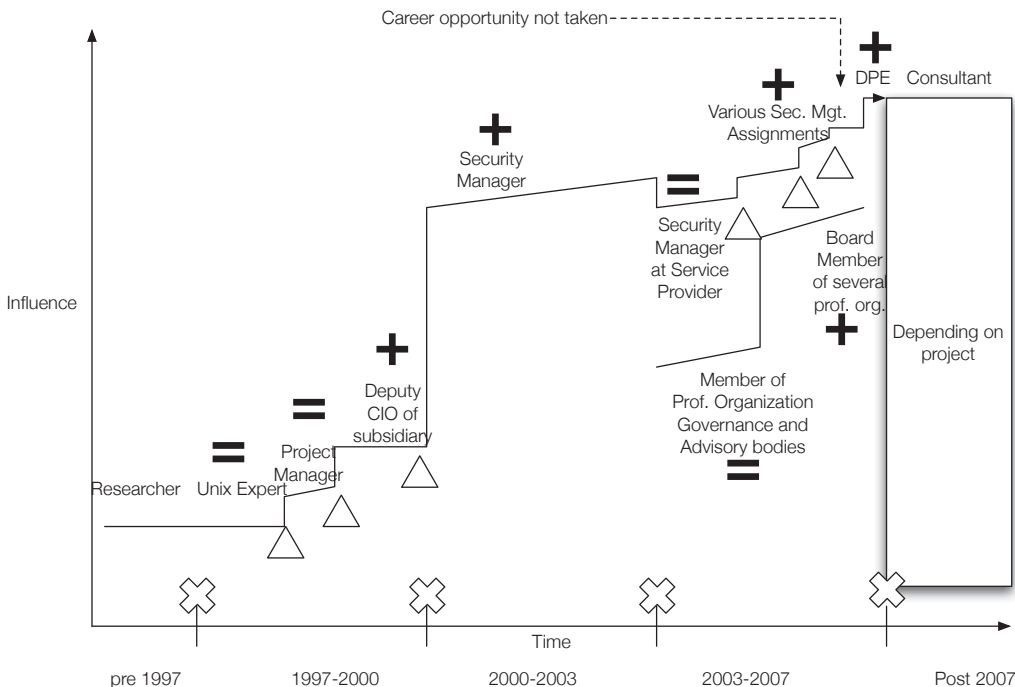 Career opportunity not taken
DPE Consultant
Various Sec. Mgt.
Assignments
Security
Manager
Security
Manager
at Service
Provider
Board
Member
of several
prof. org.
Influence
Depending on
project
Deputy
CIO of
subsidiary
Member of
Prof. Organization
Governance and
Advisory bodies
Project
Manager
Researcher Unix Expert
Time
pre 1997 1997-2000 2000-2003 2003-2007 Post 2007